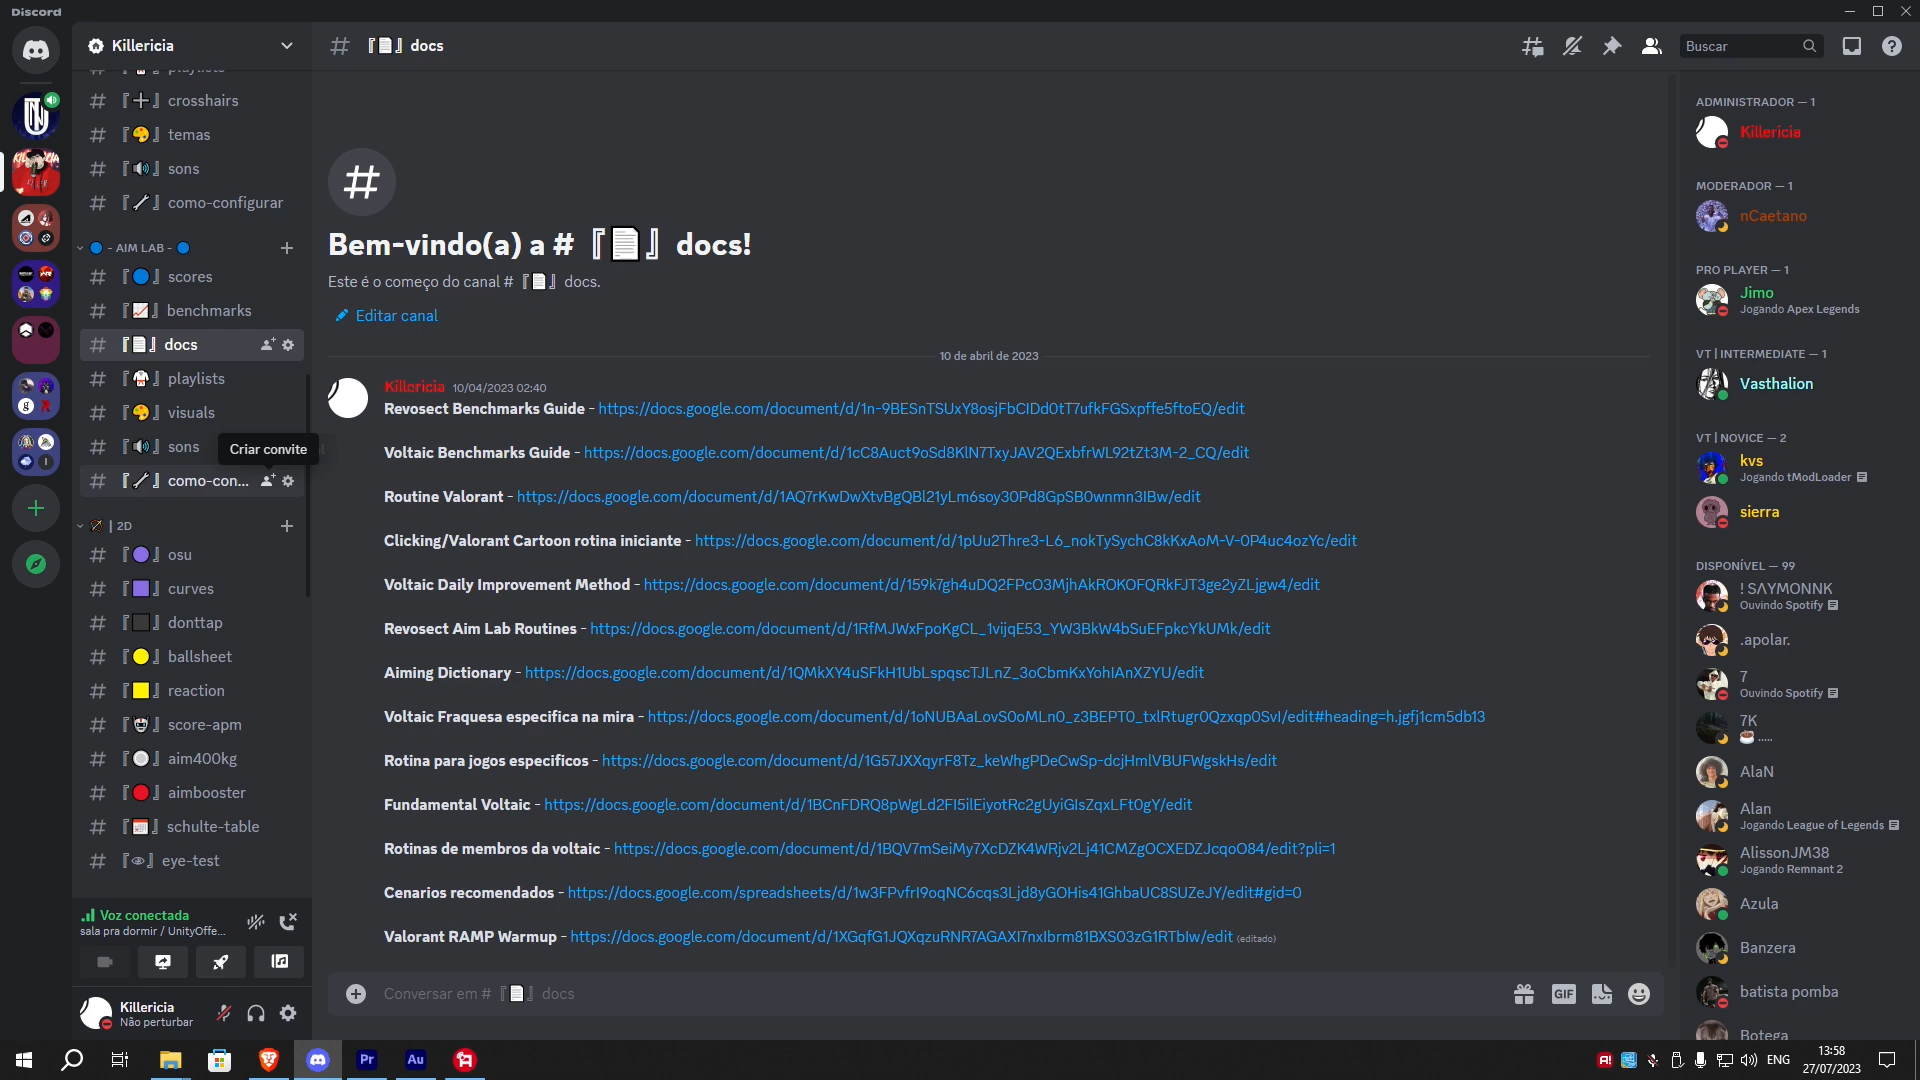 Discord
Killericia
playlists
crosshairs
temas
sons
como-configurar
- AIM LAB -
scores
benchmarks
docs
playlists
visuals
sons
Criar convite
como-con...
| 2D
osu
curves
donttap
ballsheet
reaction
score-apm
aim400kg
aimbooster
schulte-table
eye-test
Voz conectada
sala pra dormir / UnityOffe...
Killericia
Não perturbar
# 『📄』 docs
Buscar
Bem-vindo(a) a # 『📄』 docs!
Este é o começo do canal # 『📄』 docs.
Editar canal
10 de abril de 2023
Killericia 10/04/2023 02:40
Revosect Benchmarks Guide - https://docs.google.com/document/d/1n-9BESnTSUxY8osjFbCIDd0tT7ufkFGSxpffe5ftoEQ/edit
Voltaic Benchmarks Guide - https://docs.google.com/document/d/1cC8Auct9oSd8KlN7TxyJAV2QExbfrWL92tZt3M-2_CQ/edit
Routine Valorant - https://docs.google.com/document/d/1AQ7rKwDwXtvBgQBl21yLm6soy30Pd8GpSB0wnmn3IBw/edit
Clicking/Valorant Cartoon rotina iniciante - https://docs.google.com/document/d/1pUu2Thre3-L6_nokTySychC8kKxAoM-V-0P4uc4ozYc/edit
Voltaic Daily Improvement Method - https://docs.google.com/document/d/159k7gh4uDQ2FPcO3MjhAkROKOFQRkFJT3ge2yZLjgw4/edit
Revosect Aim Lab Routines - https://docs.google.com/document/d/1RfMJWxFpoKgCL_1vijqE53_YW3BkW4bSuEFpkcYkUMk/edit
Aiming Dictionary - https://docs.google.com/document/d/1QMkXY4uSFkH1UbLspqscTJLnZ_3oCbmKxYohIAnXZYU/edit
Voltaic Fraquesa especifica na mira - https://docs.google.com/document/d/1oNUBAaLovS0oMLn0_z3BEPT0_txlRtugr0Qzxqp0SvI/edit#heading=h.jgfj1cm5db13
Rotina para jogos especificos - https://docs.google.com/document/d/1G57JXXqyrF8Tz_keWhgPDeCwSp-dcjHmlVBUFWgskHs/edit
Fundamental Voltaic - https://docs.google.com/document/d/1BCnFDRQ8pWgLd2FI5ilEiyotRc2gUyiGIsZqxLFt0gY/edit
Rotinas de membros da voltaic - https://docs.google.com/document/d/1BQV7mSeiMy7XcDZK4WRjv2Lj41CMZgOCXEDZJcqoO84/edit?pli=1
Cenarios recomendados - https://docs.google.com/spreadsheets/d/1w3FPvfrI9oqNC6cqs3Ljd8yGOHis41GhbaUC8SUZeJY/edit#gid=0
Valorant RAMP Warmup - https://docs.google.com/document/d/1XGqfG1JQXqzuRNR7AGAXI7nxIbrm81BXS03zG1RTbIw/edit (editado)
Conversar em # 『📄』 docs
GIF
ADMINISTRADOR — 1
Killericia
MODERADOR — 1
nCaetano
PRO PLAYER — 1
Jimo
Jogando Apex Legends
VT | INTERMEDIATE — 1
Vasthalion
VT | NOVICE — 2
kvs
Jogando tModLoader
sierra
DISPONÍVEL — 99
! SΛYMONNK
Ouvindo Spotify
.apolar.
7
Ouvindo Spotify
7K
.....
AlaN
Alan
Jogando League of Legends
AlissonJM38
Jogando Remnant 2
Azula
Banzera
batista pomba
Botega
Pr
Au
ENG
13:58
27/07/2023